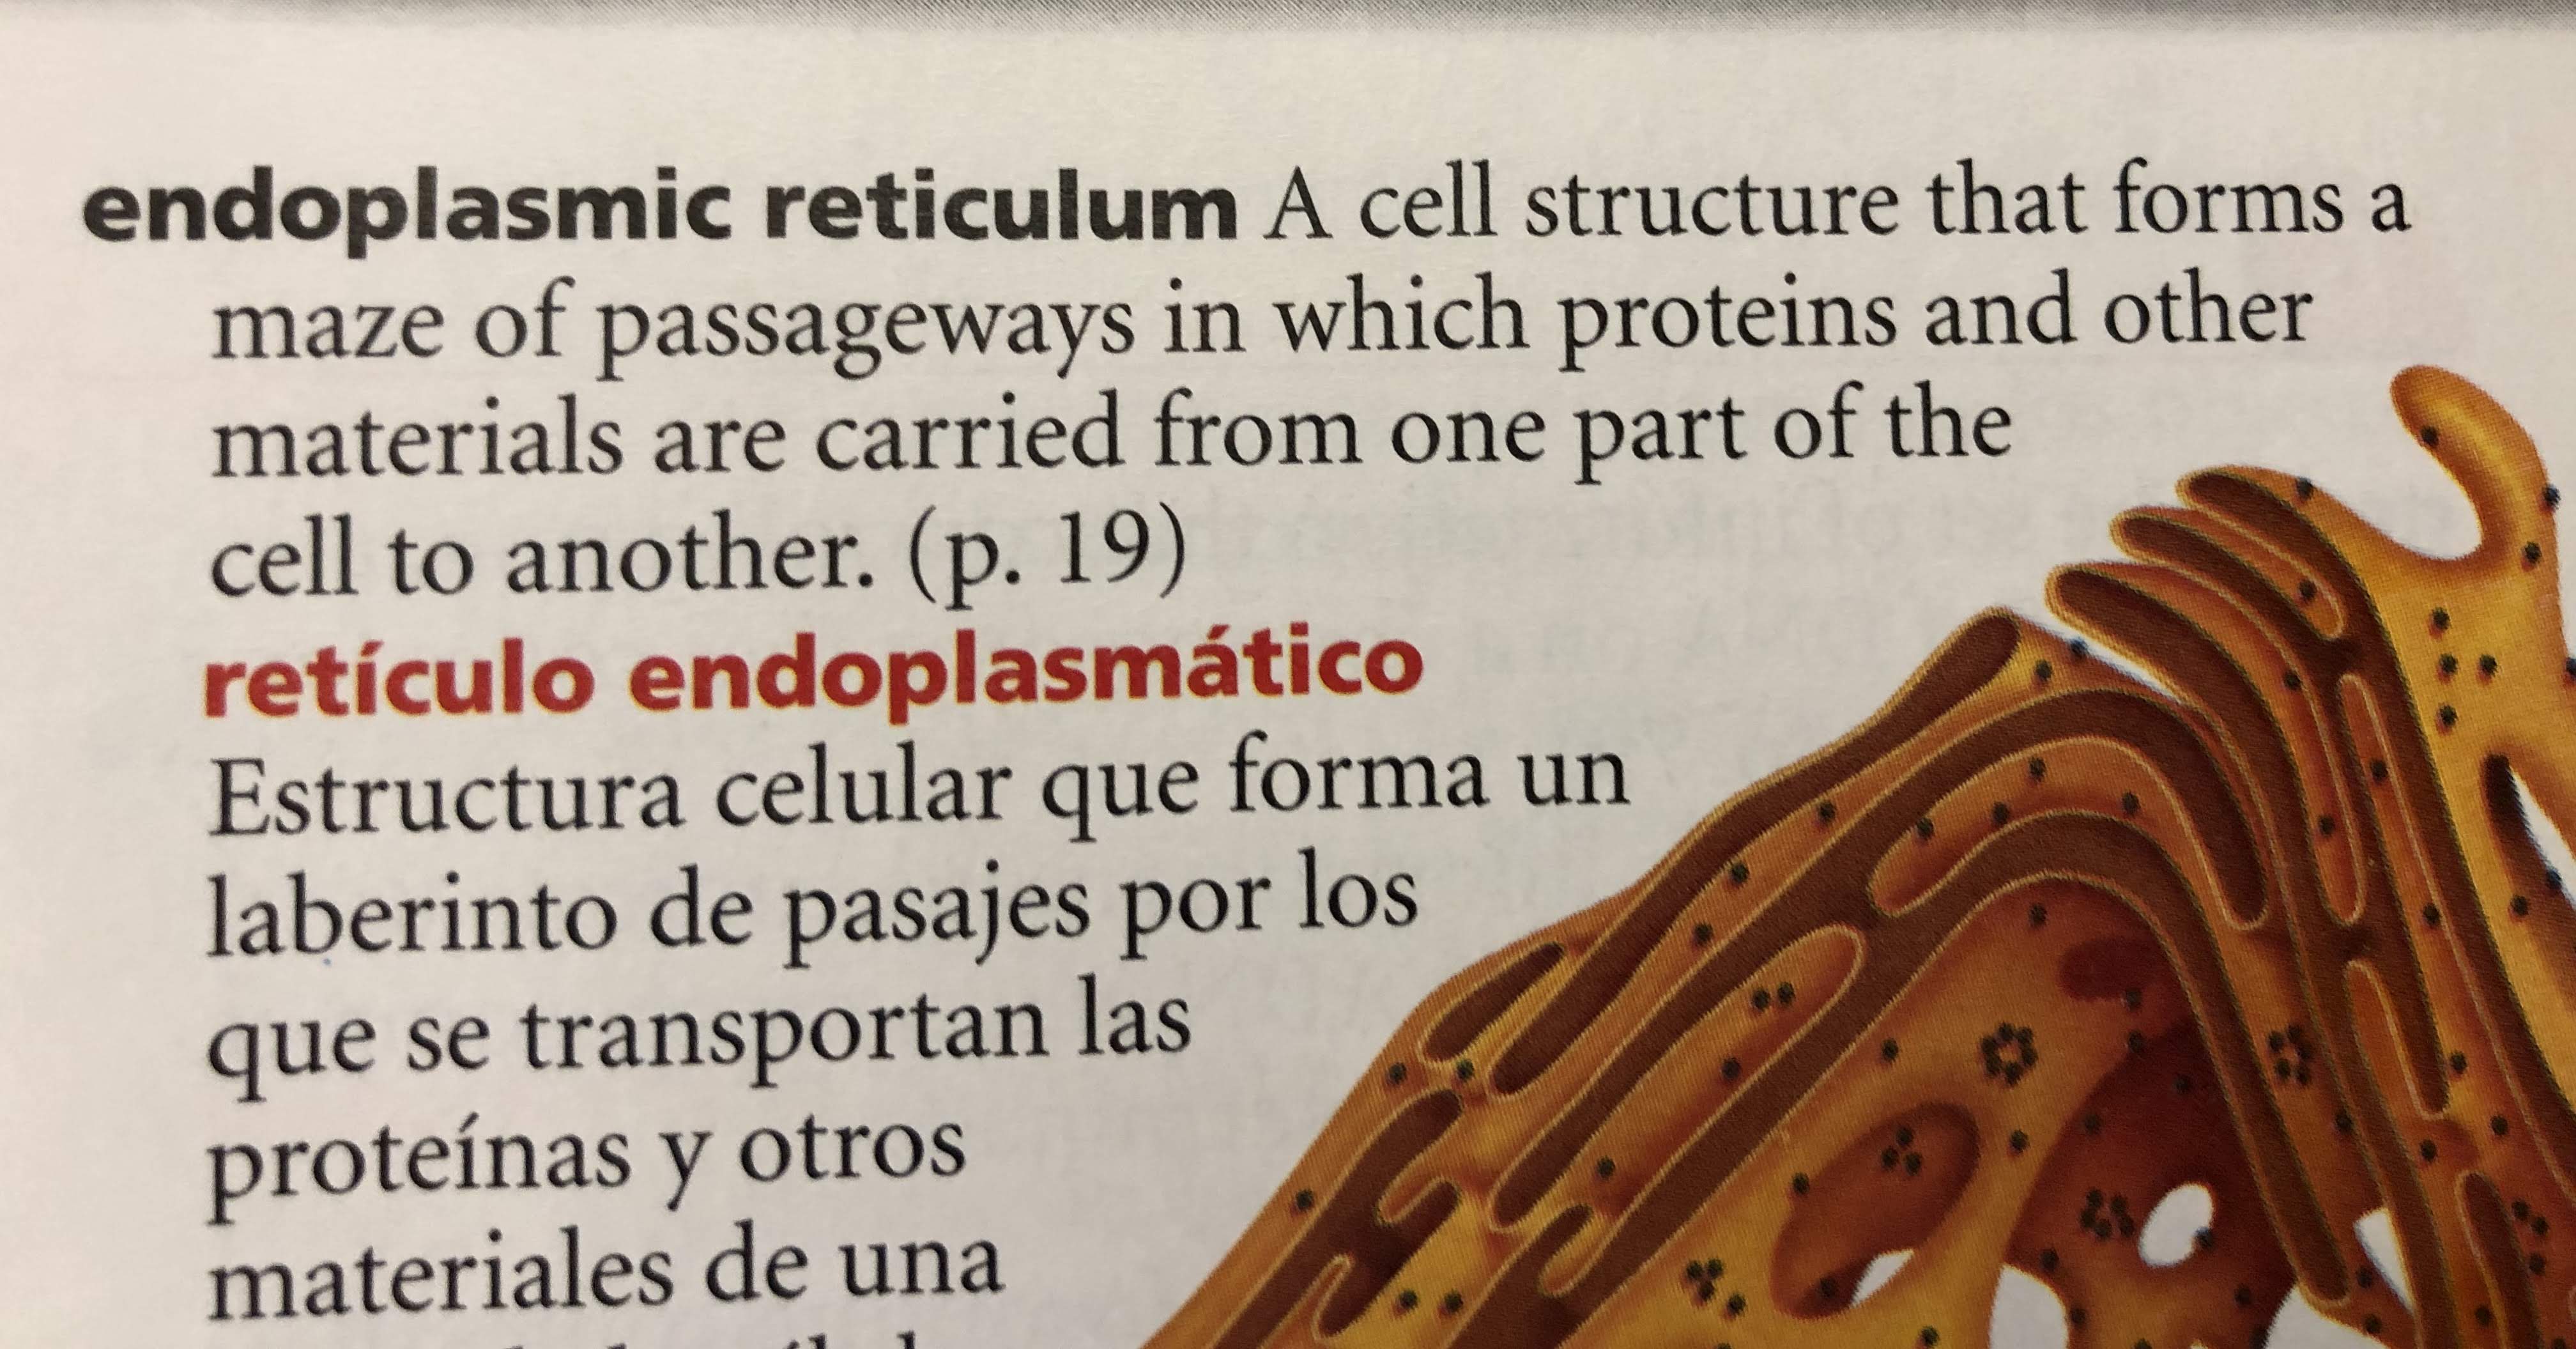 endoplasmic reticulum A cell structure that forms a
maze of passageways in which proteins and other
materials are carried from one part of the
cell to another. (p. 19)
retículo endoplasmático
Estructura celular que forma un
laberinto de pasajes por los
que se transportan las
proteínas y otros
materiales de una